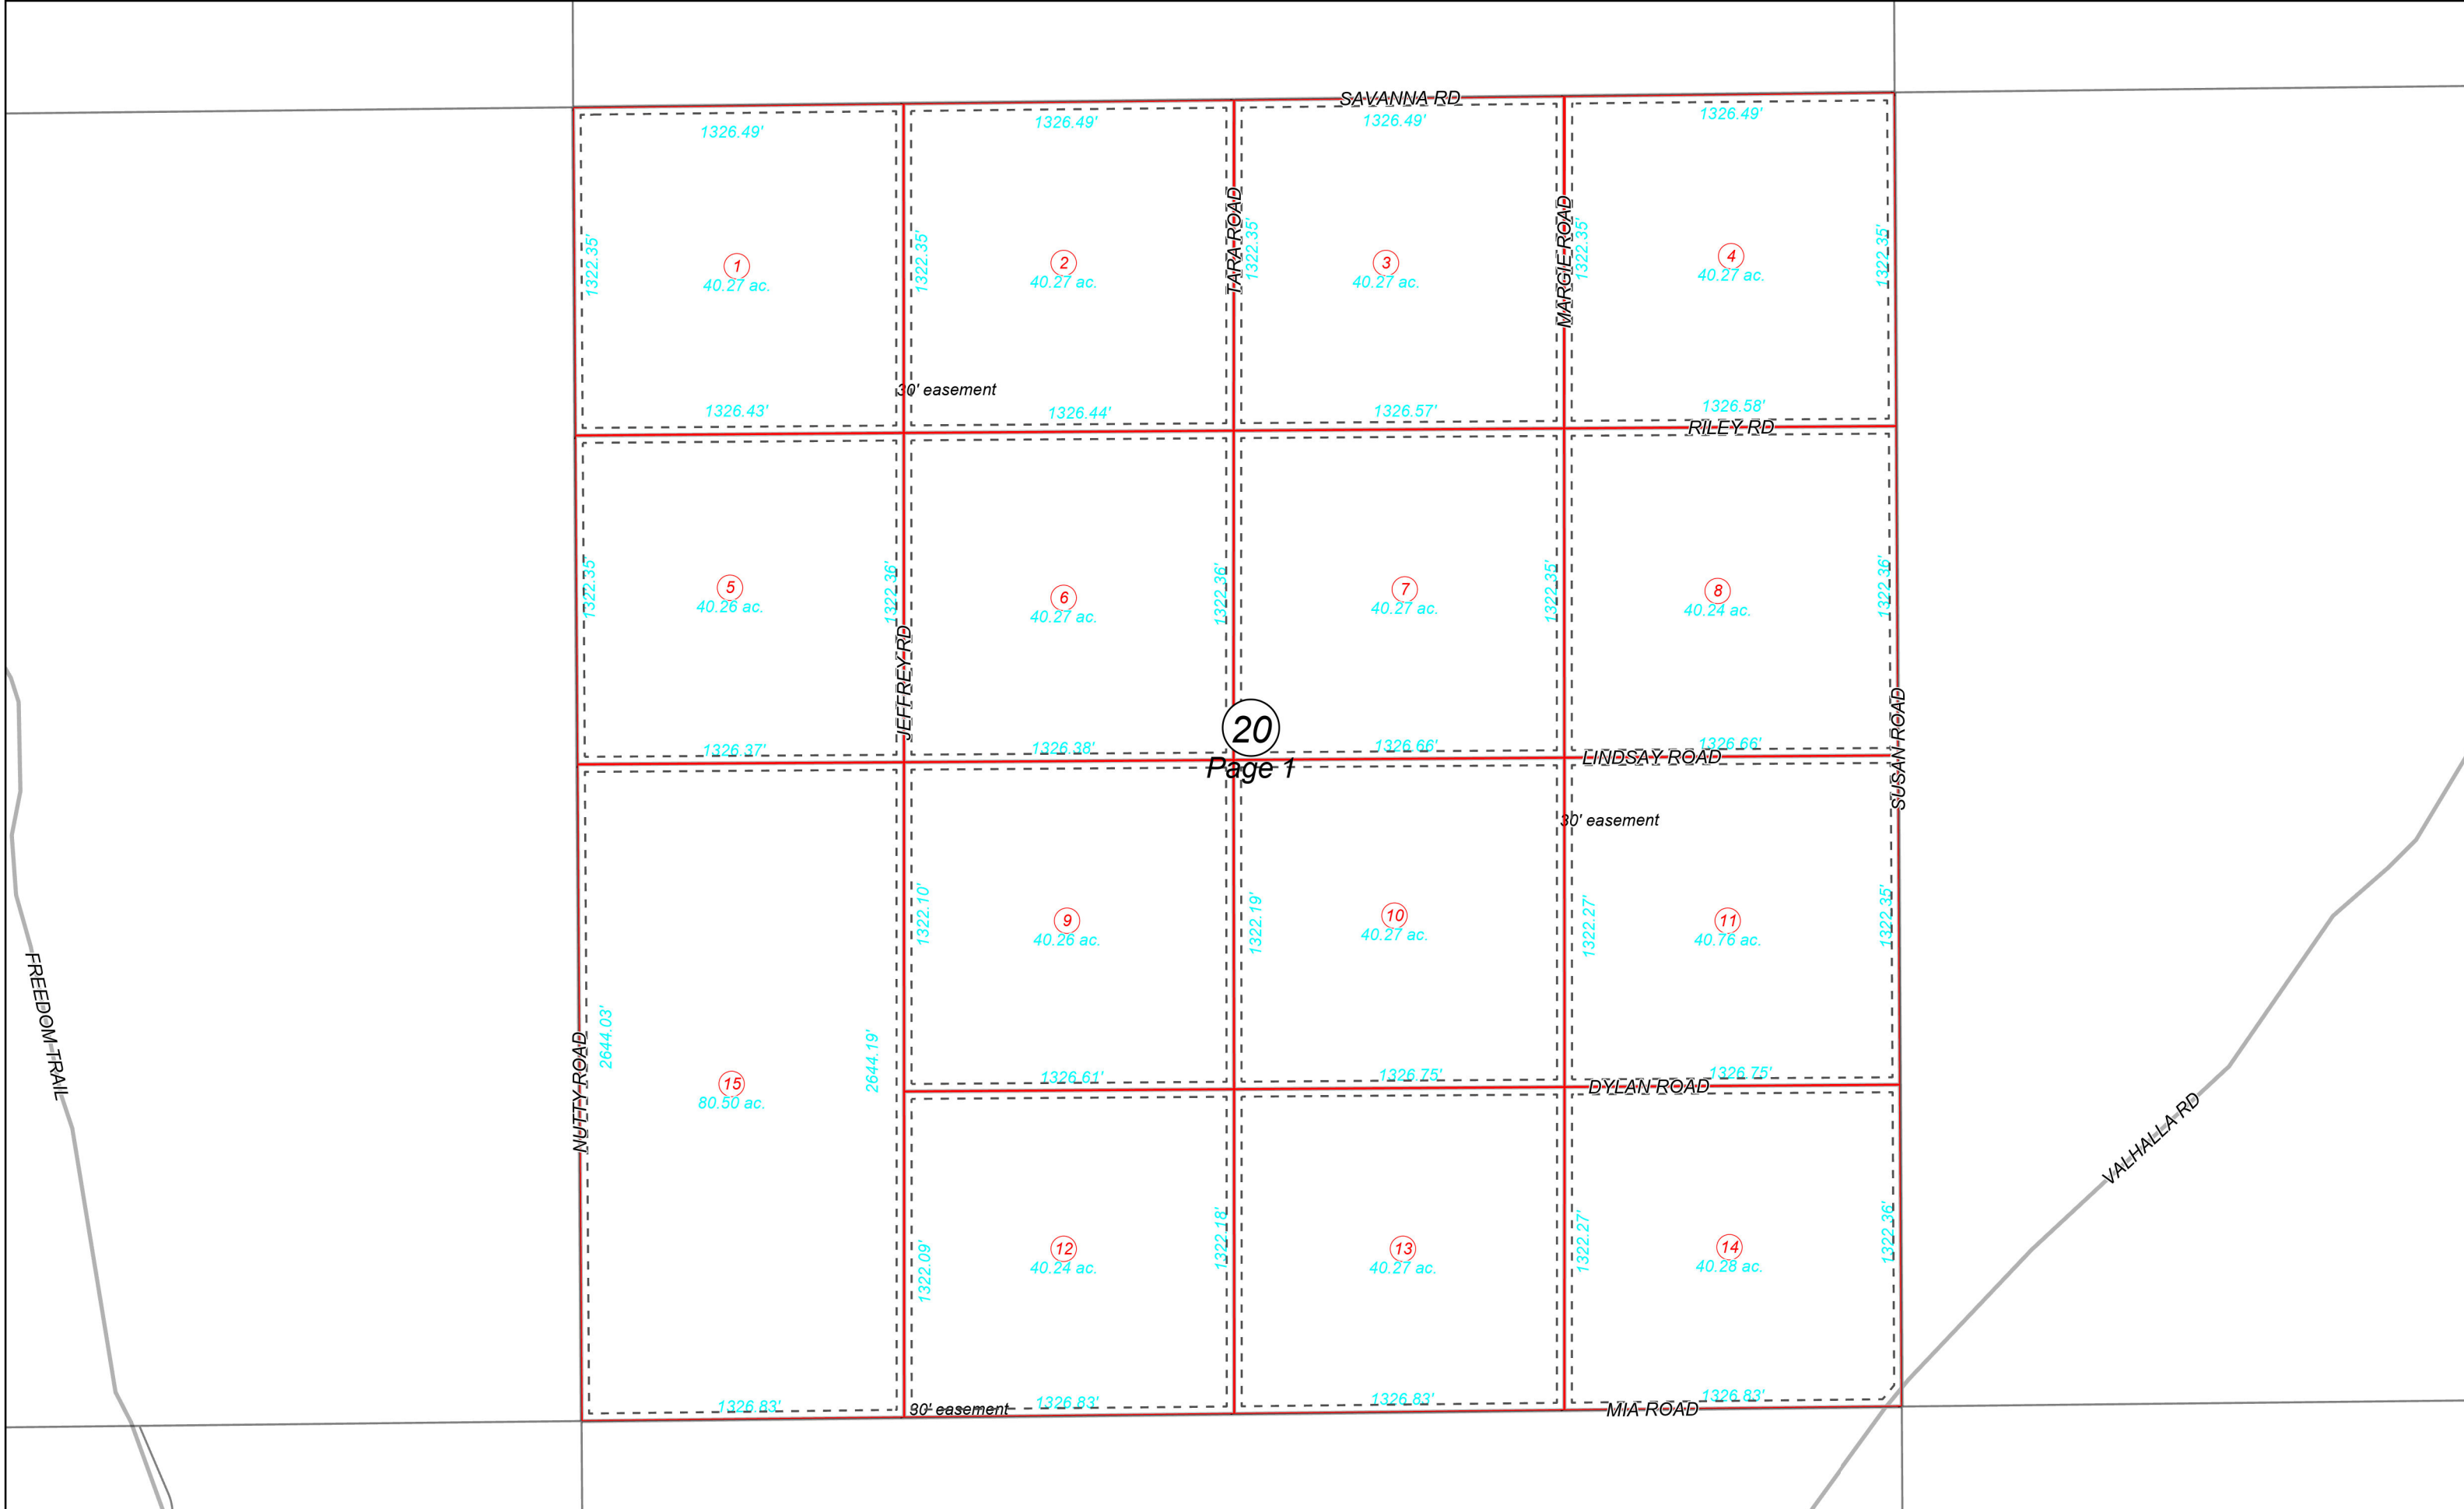 SAVANNA RD
1326.49'
1326.49'
1326.49'
1326.49'
TARA ROAD
MARGIE ROAD
1322.35'
1322.35'
1322.35'
1322.35'
1322.35'
1
40.27 ac.
2
40.27 ac.
3
40.27 ac.
4
40.27 ac.
30' easement
1326.43'
1326.44'
1326.57'
1326.58'
RILEY RD
1322.35'
1322.36'
1322.36'
1322.35'
1322.36'
5
40.26 ac.
6
40.27 ac.
7
40.27 ac.
8
40.24 ac.
JEFFREY RD
SUSAN ROAD
20
Page 1
1326.37'
1326.38'
1326.66'
1326.66'
LINDSAY ROAD
30' easement
1322.10'
1322.19'
1322.27'
1322.35'
9
40.26 ac.
10
40.27 ac.
11
40.76 ac.
FREEDOM TRAIL
NUTTY ROAD
2644.03'
2644.19'
15
80.50 ac.
1326.61'
1326.75'
1326.75'
DYLAN ROAD
VALHALLA RD
1322.09'
1322.18'
1322.27'
1322.36'
12
40.24 ac.
13
40.27 ac.
14
40.28 ac.
1326.83'
30' easement
1326.83'
1326.83'
1326.83'
MIA ROAD